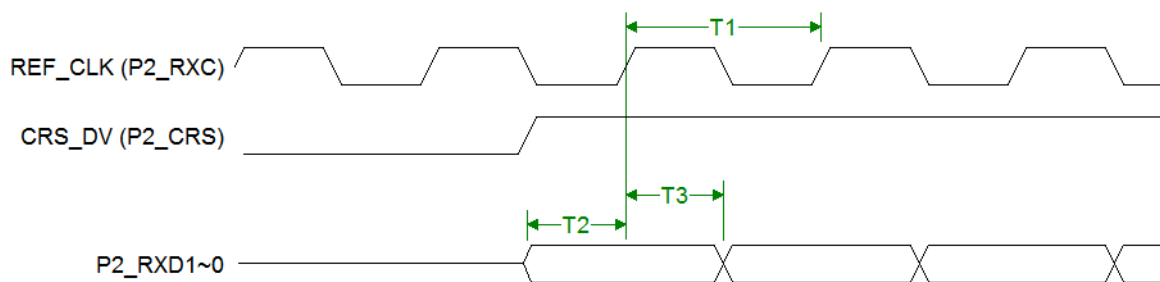 T1
REF_CLK (P2_RXC)
CRS_DV (P2_CRS)
T3
T2
P2_RXD1~0